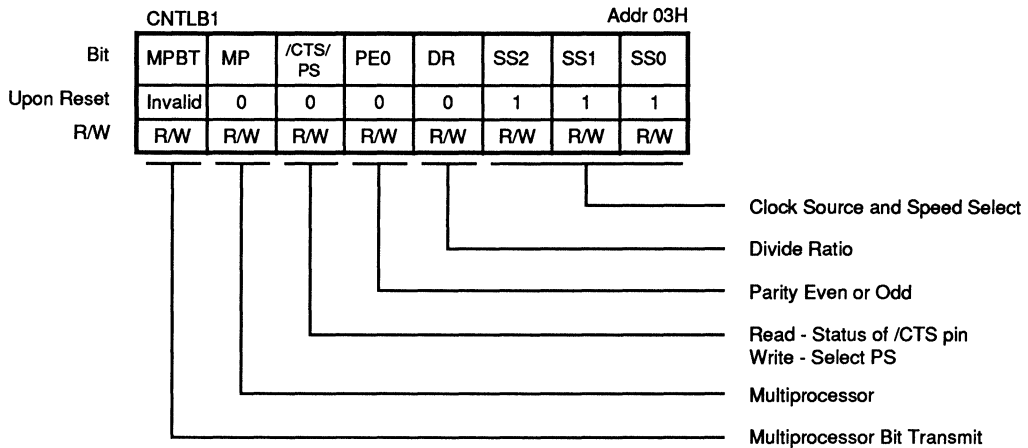 CNTLB1 Addr 03H
Bit MPBT MP /CTS/ PS PE0 DR SS2 SS1 SS0
Upon Reset Invalid 0 0 0 0 1 1 1
R/W R/W R/W R/W R/W R/W R/W R/W R/W
Clock Source and Speed Select
Divide Ratio
Parity Even or Odd
Read - Status of /CTS pin
Write - Select PS
Multiprocessor
Multiprocessor Bit Transmit